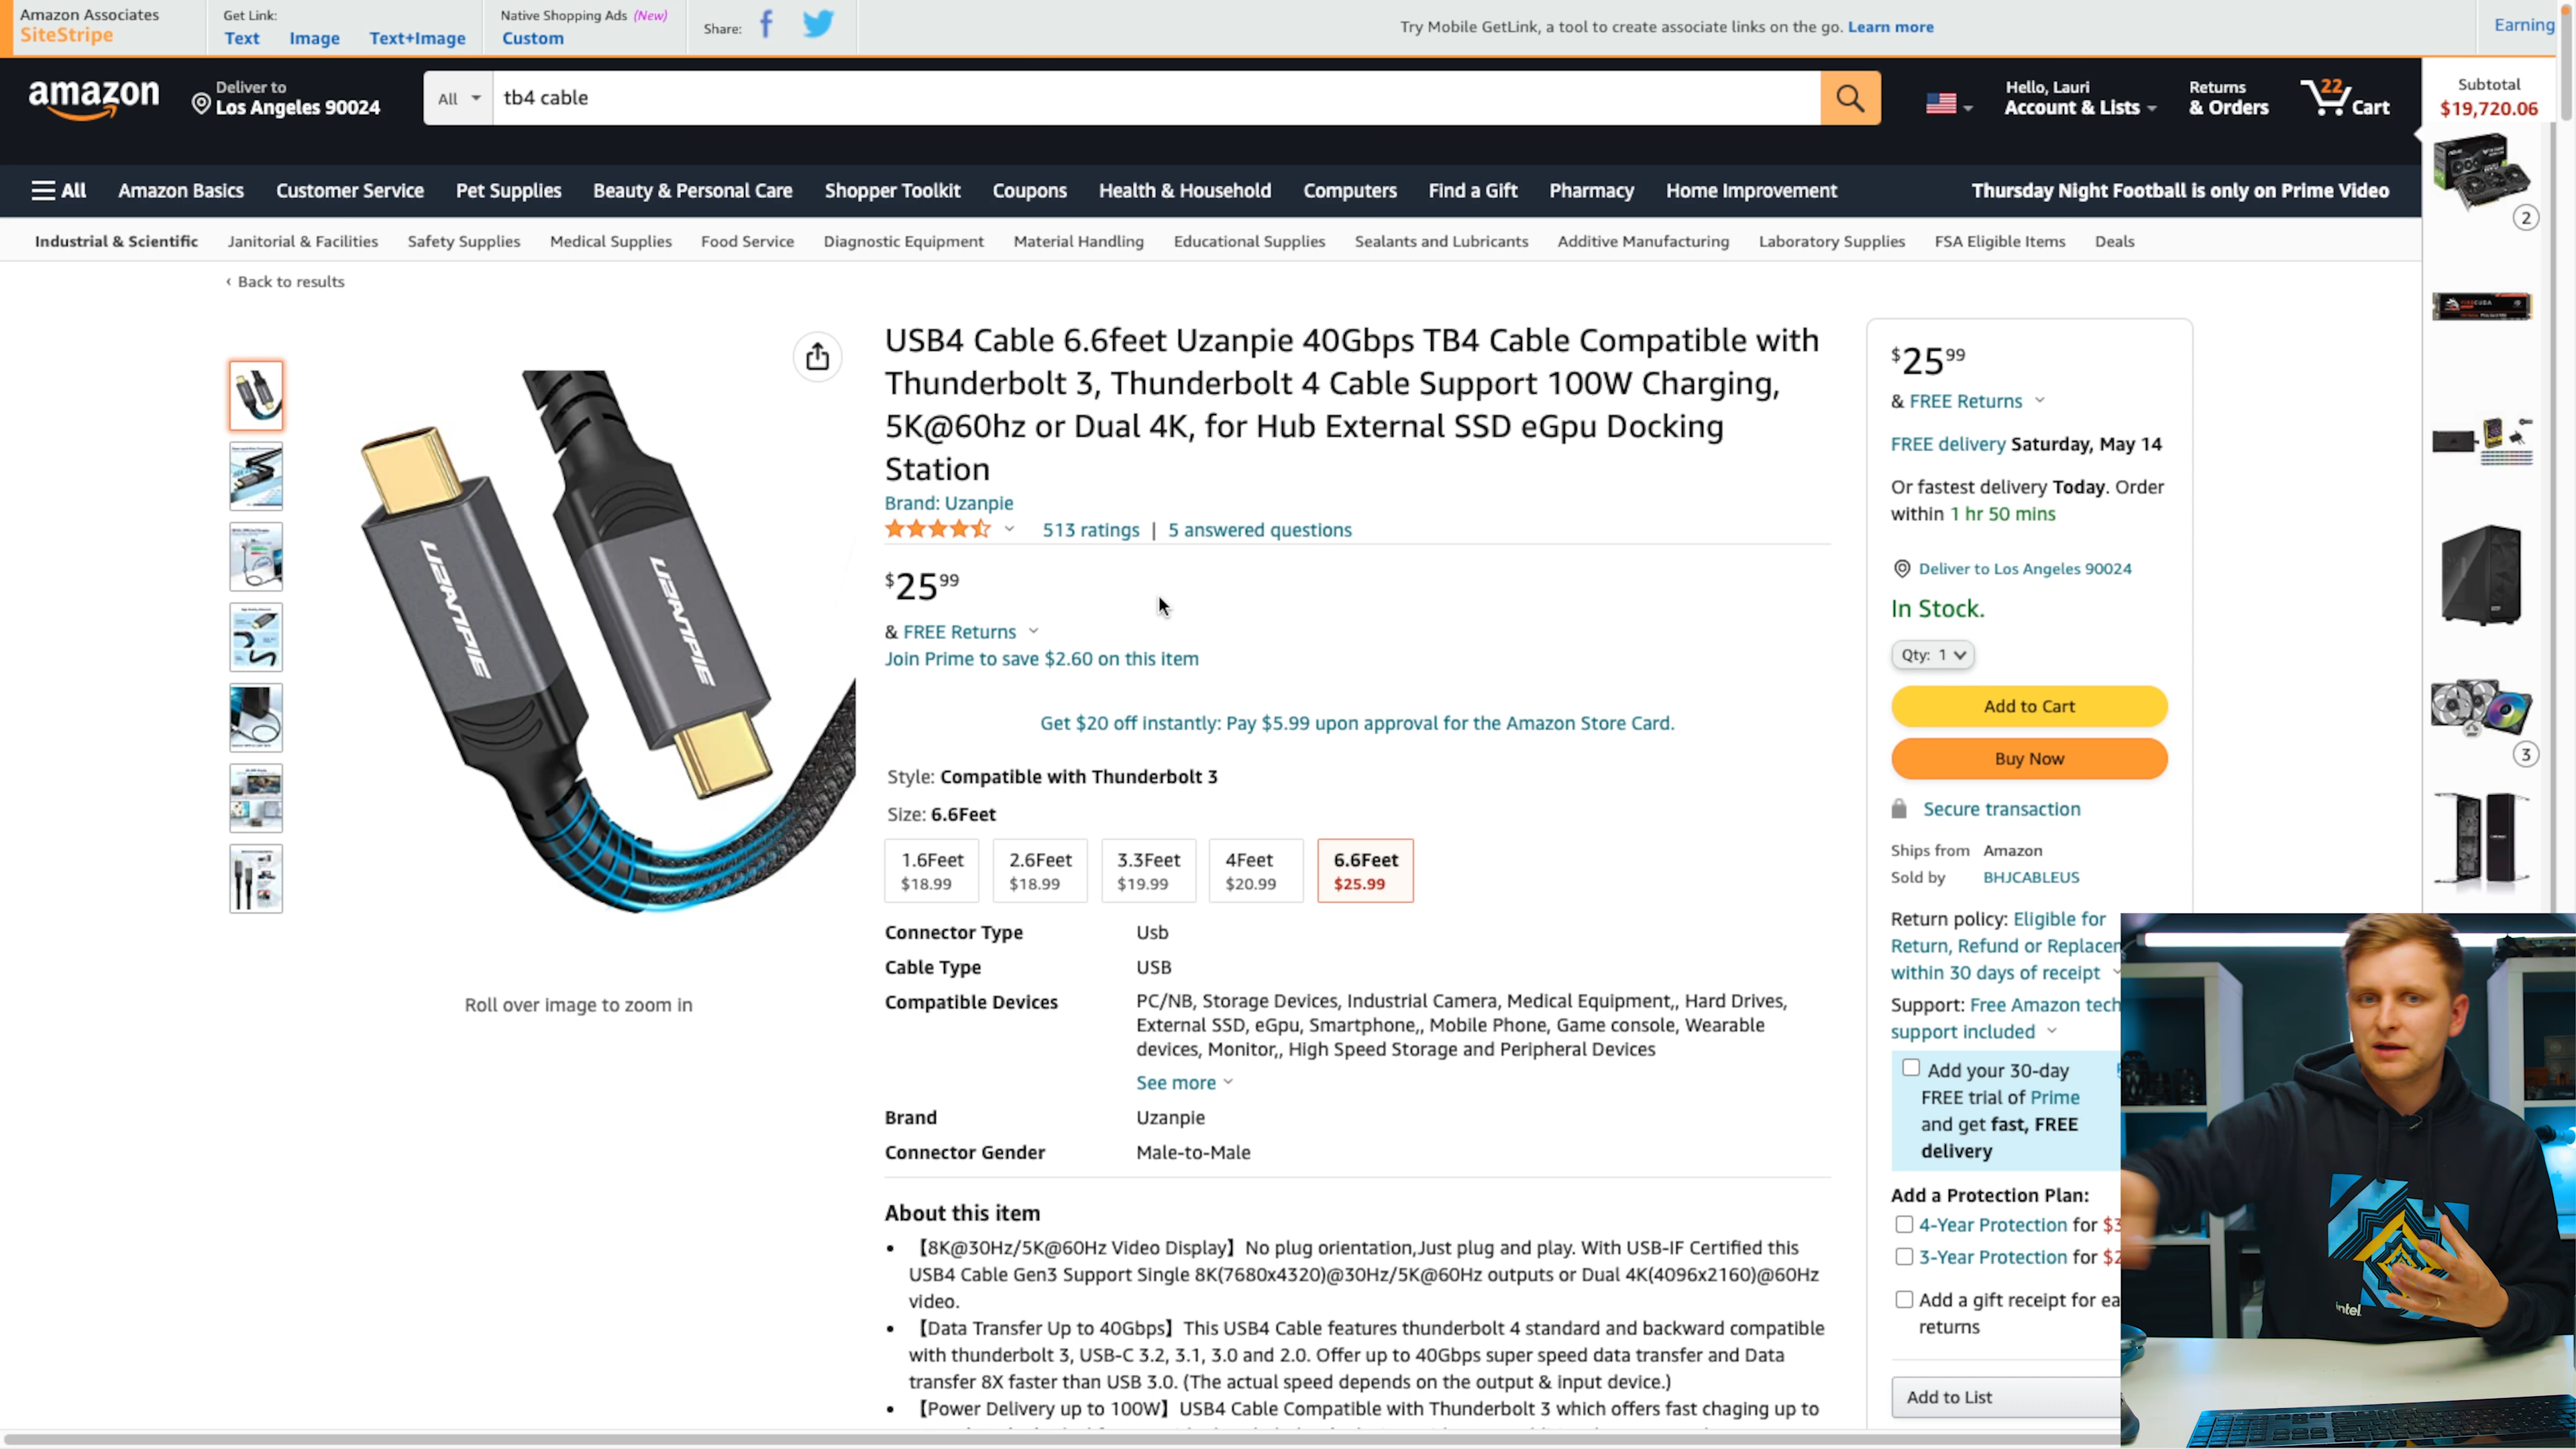 Amazon Associates
SiteStripe
Get Link:
Text Image Text+Image
Native Shopping Ads (New)
Custom
Share:
Try Mobile GetLink, a tool to create associate links on the go. Learn more
Earning
amazon
Deliver to
Los Angeles 90024
All
tb4 cable
Hello, Lauri
Account & Lists
Returns
& Orders
22
Cart
Subtotal
$19,720.06
All Amazon Basics Customer Service Pet Supplies Beauty & Personal Care Shopper Toolkit Coupons Health & Household Computers Find a Gift Pharmacy Home Improvement
Thursday Night Football is only on Prime Video
2
Industrial & Scientific Janitorial & Facilities Safety Supplies Medical Supplies Food Service Diagnostic Equipment Material Handling Educational Supplies Sealants and Lubricants Additive Manufacturing Laboratory Supplies FSA Eligible Items Deals
‹ Back to results
UZANPIE
UZANPIE
Roll over image to zoom in
USB4 Cable 6.6feet Uzanpie 40Gbps TB4 Cable Compatible with
Thunderbolt 3, Thunderbolt 4 Cable Support 100W Charging,
5K@60hz or Dual 4K, for Hub External SSD eGpu Docking
Station
Brand: Uzanpie
513 ratings | 5 answered questions
$25 99
& FREE Returns
Join Prime to save $2.60 on this item
Get $20 off instantly: Pay $5.99 upon approval for the Amazon Store Card.
Style: Compatible with Thunderbolt 3
Size: 6.6Feet
1.6Feet 2.6Feet 3.3Feet 4Feet 6.6Feet
$18.99 $18.99 $19.99 $20.99 $25.99
Connector Type Usb
Cable Type USB
Compatible Devices PC/NB, Storage Devices, Industrial Camera, Medical Equipment,, Hard Drives,
External SSD, eGpu, Smartphone,, Mobile Phone, Game console, Wearable
devices, Monitor,, High Speed Storage and Peripheral Devices
See more
Brand Uzanpie
Connector Gender Male-to-Male
About this item
• 【8K@30Hz/5K@60Hz Video Display】No plug orientation,Just plug and play. With USB-IF Certified this
USB4 Cable Gen3 Support Single 8K(7680x4320)@30Hz/5K@60Hz outputs or Dual 4K(4096x2160)@60Hz
video.
• 【Data Transfer Up to 40Gbps】This USB4 Cable features thunderbolt 4 standard and backward compatible
with thunderbolt 3, USB-C 3.2, 3.1, 3.0 and 2.0. Offer up to 40Gbps super speed data transfer and Data
transfer 8X faster than USB 3.0. (The actual speed depends on the output & input device.)
• 【Power Delivery up to 100W】USB4 Cable Compatible with Thunderbolt 3 which offers fast chaging up to
$25 99
& FREE Returns
FREE delivery Saturday, May 14
Or fastest delivery Today. Order
within 1 hr 50 mins
Deliver to Los Angeles 90024
In Stock.
Qty: 1
Add to Cart
Buy Now
Secure transaction
Ships from Amazon
Sold by BHJCABLEUS
Return policy: Eligible for
Return, Refund or Replacem
within 30 days of receipt
Support: Free Amazon tech
support included
Add your 30-day
FREE trial of Prime
and get fast, FREE
delivery
Add a Protection Plan:
4-Year Protection for $3
3-Year Protection for $2
Add a gift receipt for ea
returns
Add to List
3
intel